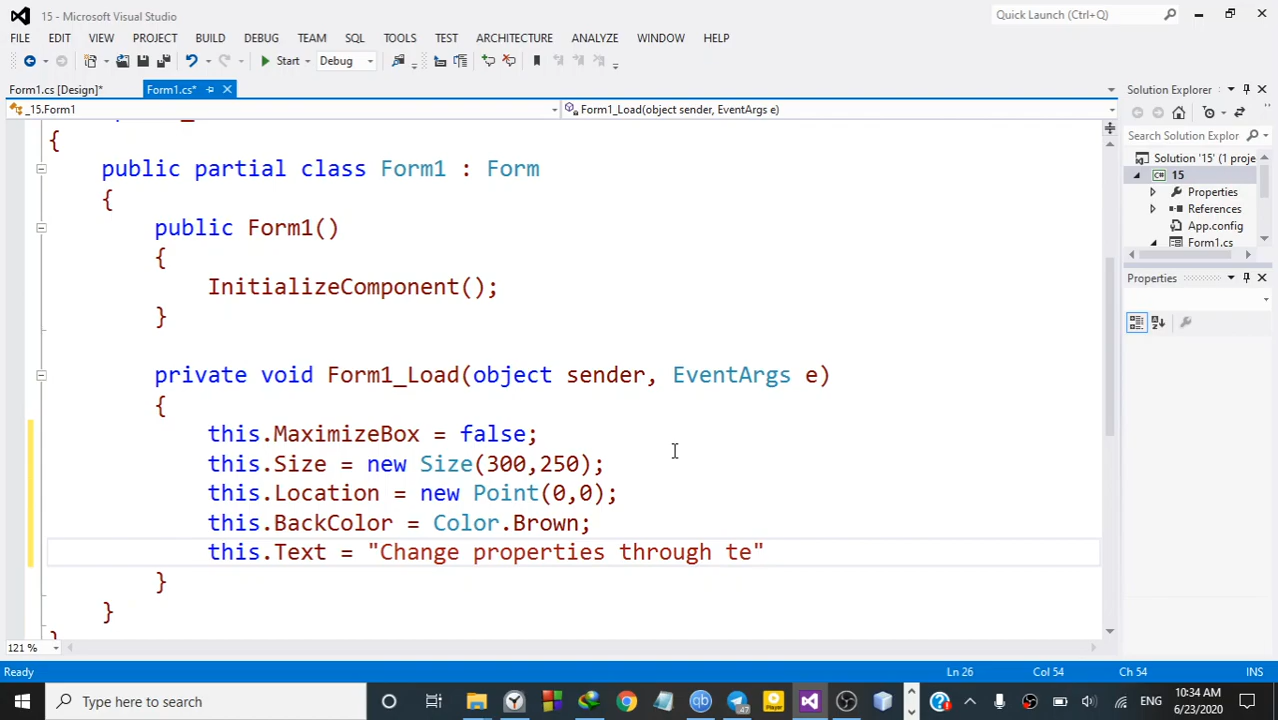 15 - Microsoft Visual Studio
Quick Launch (Ctrl+Q)
FILE EDIT VIEW PROJECT BUILD DEBUG TEAM SQL TOOLS TEST ARCHITECTURE ANALYZE WINDOW HELP
Start Debug
Form1.cs [Design]* Form1.cs*
Solution Explorer
_15.Form1 Form1_Load(object sender, EventArgs e)
Search Solution Explor
{
public partial class Form1 : Form
{
public Form1()
{
InitializeComponent();
}
private void Form1_Load(object sender, EventArgs e)
{
this.MaximizeBox = false;
this.Size = new Size(300,250);
this.Location = new Point(0,0);
this.BackColor = Color.Brown;
this.Text = "Change properties through te"
}
}
Solution '15' (1 proje
15
Properties
References
App.config
Form1.cs
Properties
121 %
Ready Ln 26 Col 54 Ch 54 INS
Type here to search
47
Player
ENG
10:34 AM
6/23/2020